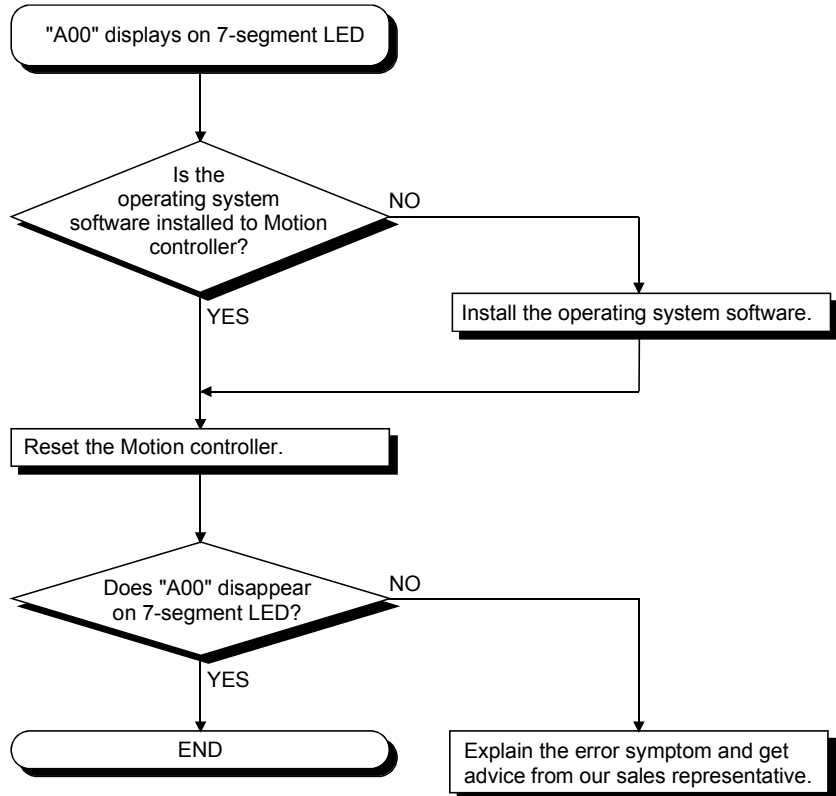 "A00" displays on 7-segment LED
Is the
operating system
software installed to Motion
controller?
NO
YES
Install the operating system software.
Reset the Motion controller.
Does "A00" disappear
on 7-segment LED?
NO
YES
END
Explain the error symptom and get
advice from our sales representative.